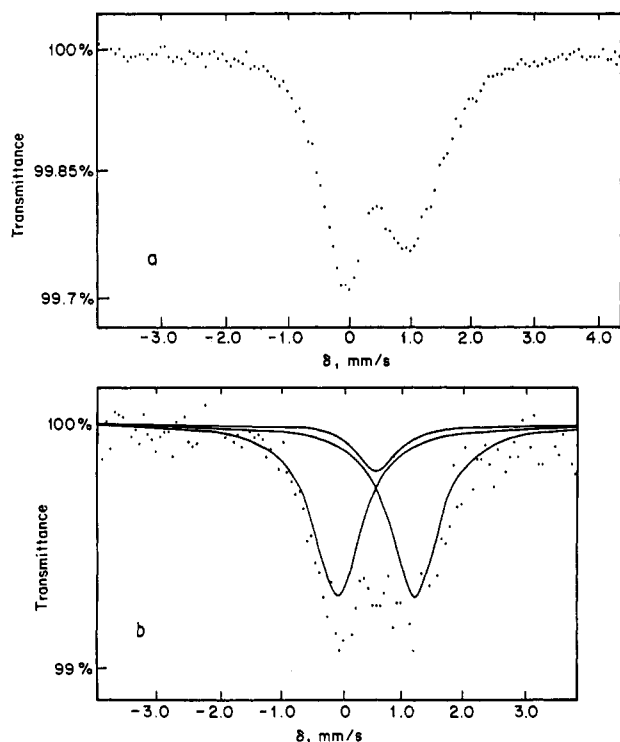 100%
99.85%
99.7%
Transmittance
a
-3.0 -2.0 -1.0 0 1.0 2.0 3.0 4.0
δ, mm/s
100%
99%
Transmittance
b
-3.0 -2.0 -1.0 0 1.0 2.0 3.0
δ, mm/s